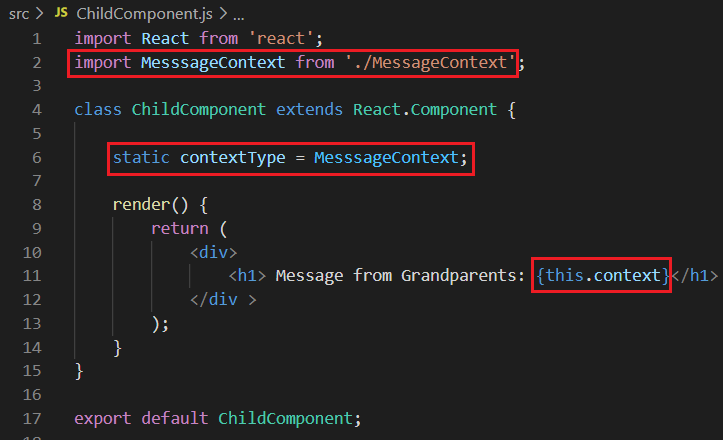 src > JS ChildComponent.js > ...
1 import React from 'react';
2 import MesssageContext from './MessageContext';
3
4 class ChildComponent extends React.Component {
5
6 static contextType = MesssageContext;
7
8 render() {
9 return (
10 <div>
11 <h1> Message from Grandparents: {this.context}</h1>
12 </div >
13 );
14 }
15 }
16
17 export default ChildComponent;